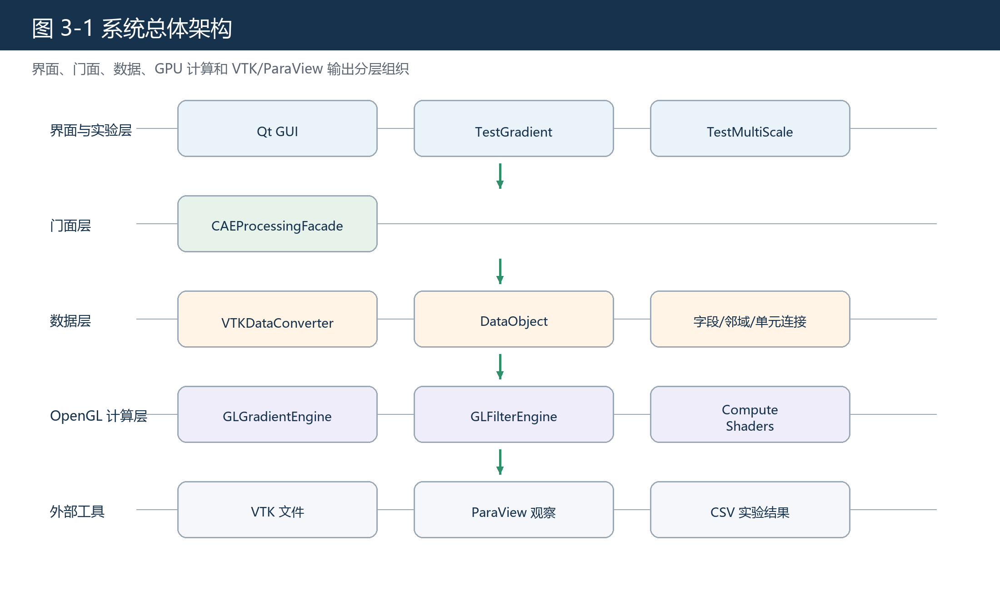 图 3-1 系统总体架构
界面、门面、数据、GPU 计算和 VTK/ParaView 输出分层组织
界面与实验层
Qt GUI
TestGradient
TestMultiScale
门面层
CAEProcessingFacade
数据层
VTKDataConverter
DataObject
字段/邻域/单元连接
OpenGL 计算层
GLGradientEngine
GLFilterEngine
Compute
Shaders
外部工具
VTK 文件
ParaView 观察
CSV 实验结果